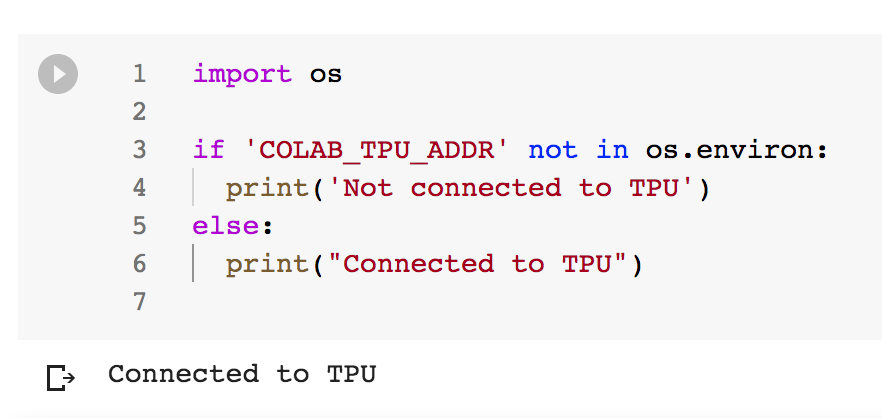 1 import os
2
3 if 'COLAB_TPU_ADDR' not in os.environ:
4   print('Not connected to TPU')
5 else:
6   print("Connected to TPU")
7
Connected to TPU